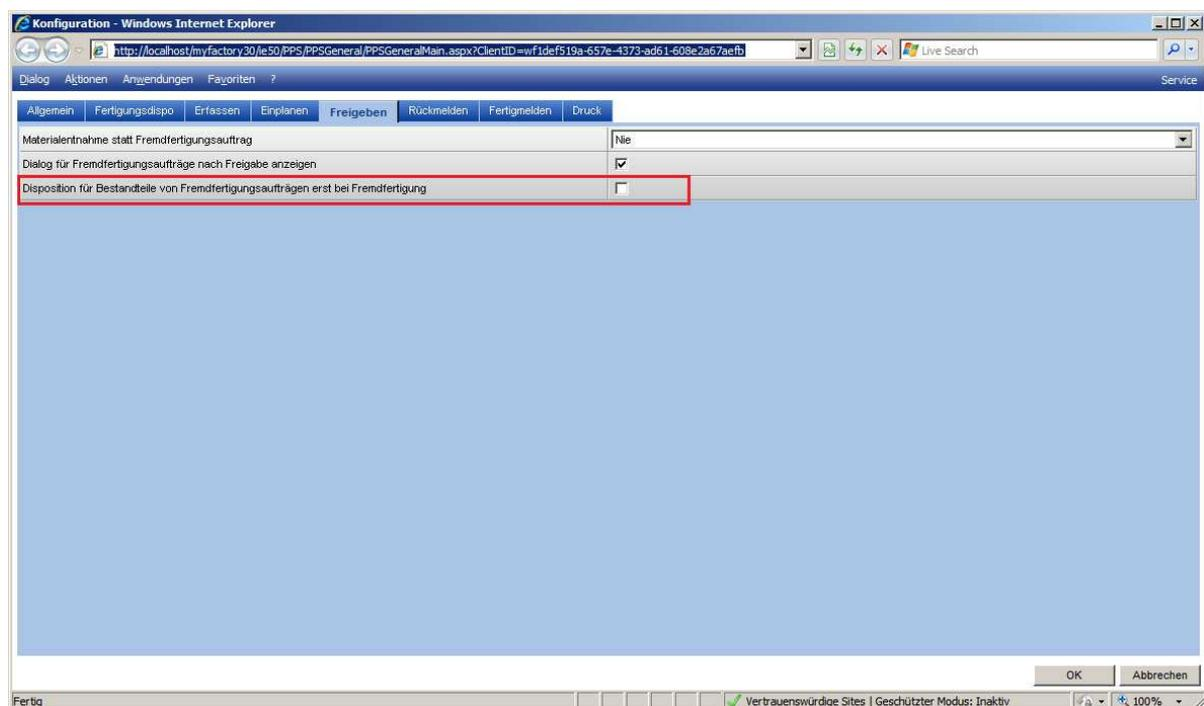 Konfiguration - Windows Internet Explorer
http://localhost/myfactory30/ie50/PPS/PPSGeneral/PPSGeneralMain.aspx?ClientID=wf1def519a-657e-4373-ad61-608e2a67aefb
Live Search
Dialog Aktionen Anwendungen Favoriten ? Service
Allgemein Fertigungsdispo Erfassen Einplanen Freigeben Rückmelden Fertigmelden Druck
Materialentnahme statt Fremdfertigungsauftrag Nie
Dialog für Fremdfertigungsaufträge nach Freigabe anzeigen
Disposition für Bestandteile von Fremdfertigungsaufträgen erst bei Fremdfertigung
OK Abbrechen
Fertig Vertrauenswürdige Sites | Geschützter Modus: Inaktiv 100%